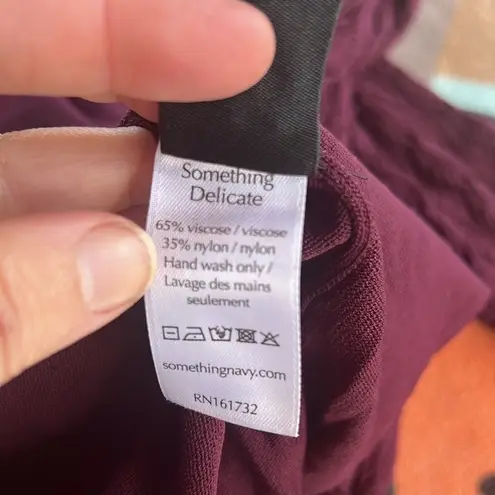 Something
Delicate
65% viscose / viscose
35% nylon / nylon
Hand wash only /
Lavage des mains
seulement
somethingnavy.com
RN161732